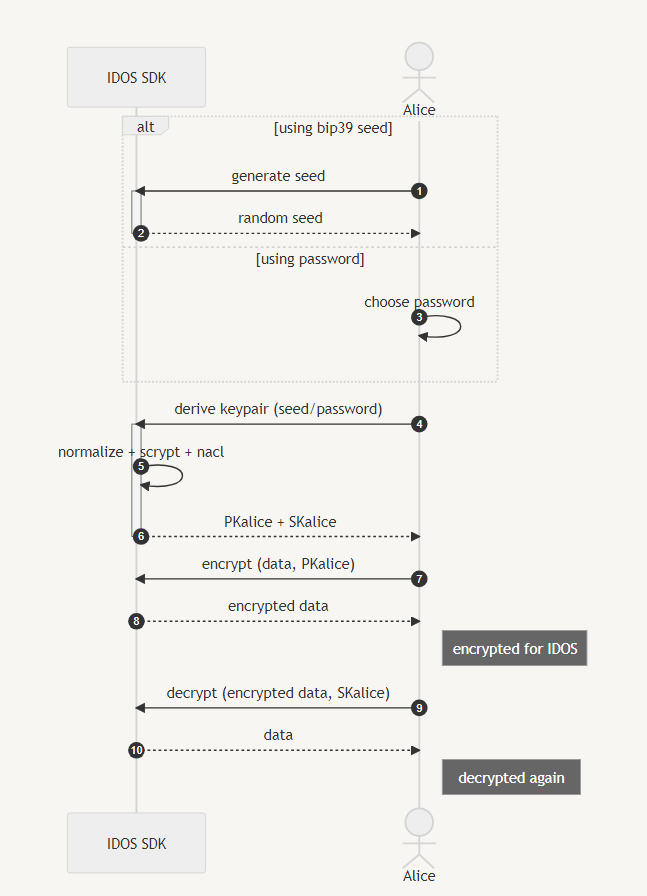 IDOS SDK
Alice
alt
[using bip39 seed]
generate seed
1
random seed
2
[using password]
choose password
3
derive keypair (seed/password)
4
normalize + scrypt + nacl
5
PKalice + SKalice
6
encrypt (data, PKalice)
7
encrypted data
8
encrypted for IDOS
decrypt (encrypted data, SKalice)
9
data
10
decrypted again
IDOS SDK
Alice